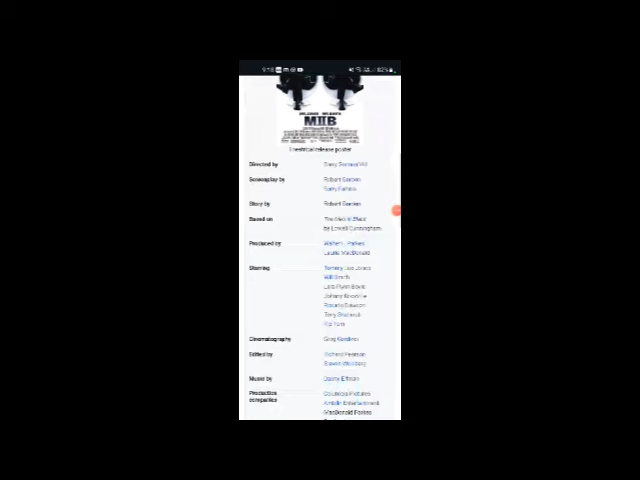 MIIB
Theatrical release poster
Directed by Barry Sonnenfeld
Screenplay by Robert Gordon
Barry Fanaro
Story by Robert Gordon
Based on The Men in Black
by Lowell Cunningham
Produced by Walter F. Parkes
Laurie MacDonald
Starring Tommy Lee Jones
Will Smith
Lara Flynn Boyle
Johnny Knoxville
Rosario Dawson
Tony Shalhoub
Rip Torn
Cinematography Greg Gardiner
Edited by Richard Pearson
Steven Weisberg
Music by Danny Elfman
Production Columbia Pictures
companies Amblin Entertainment
MacDonald/Parkes